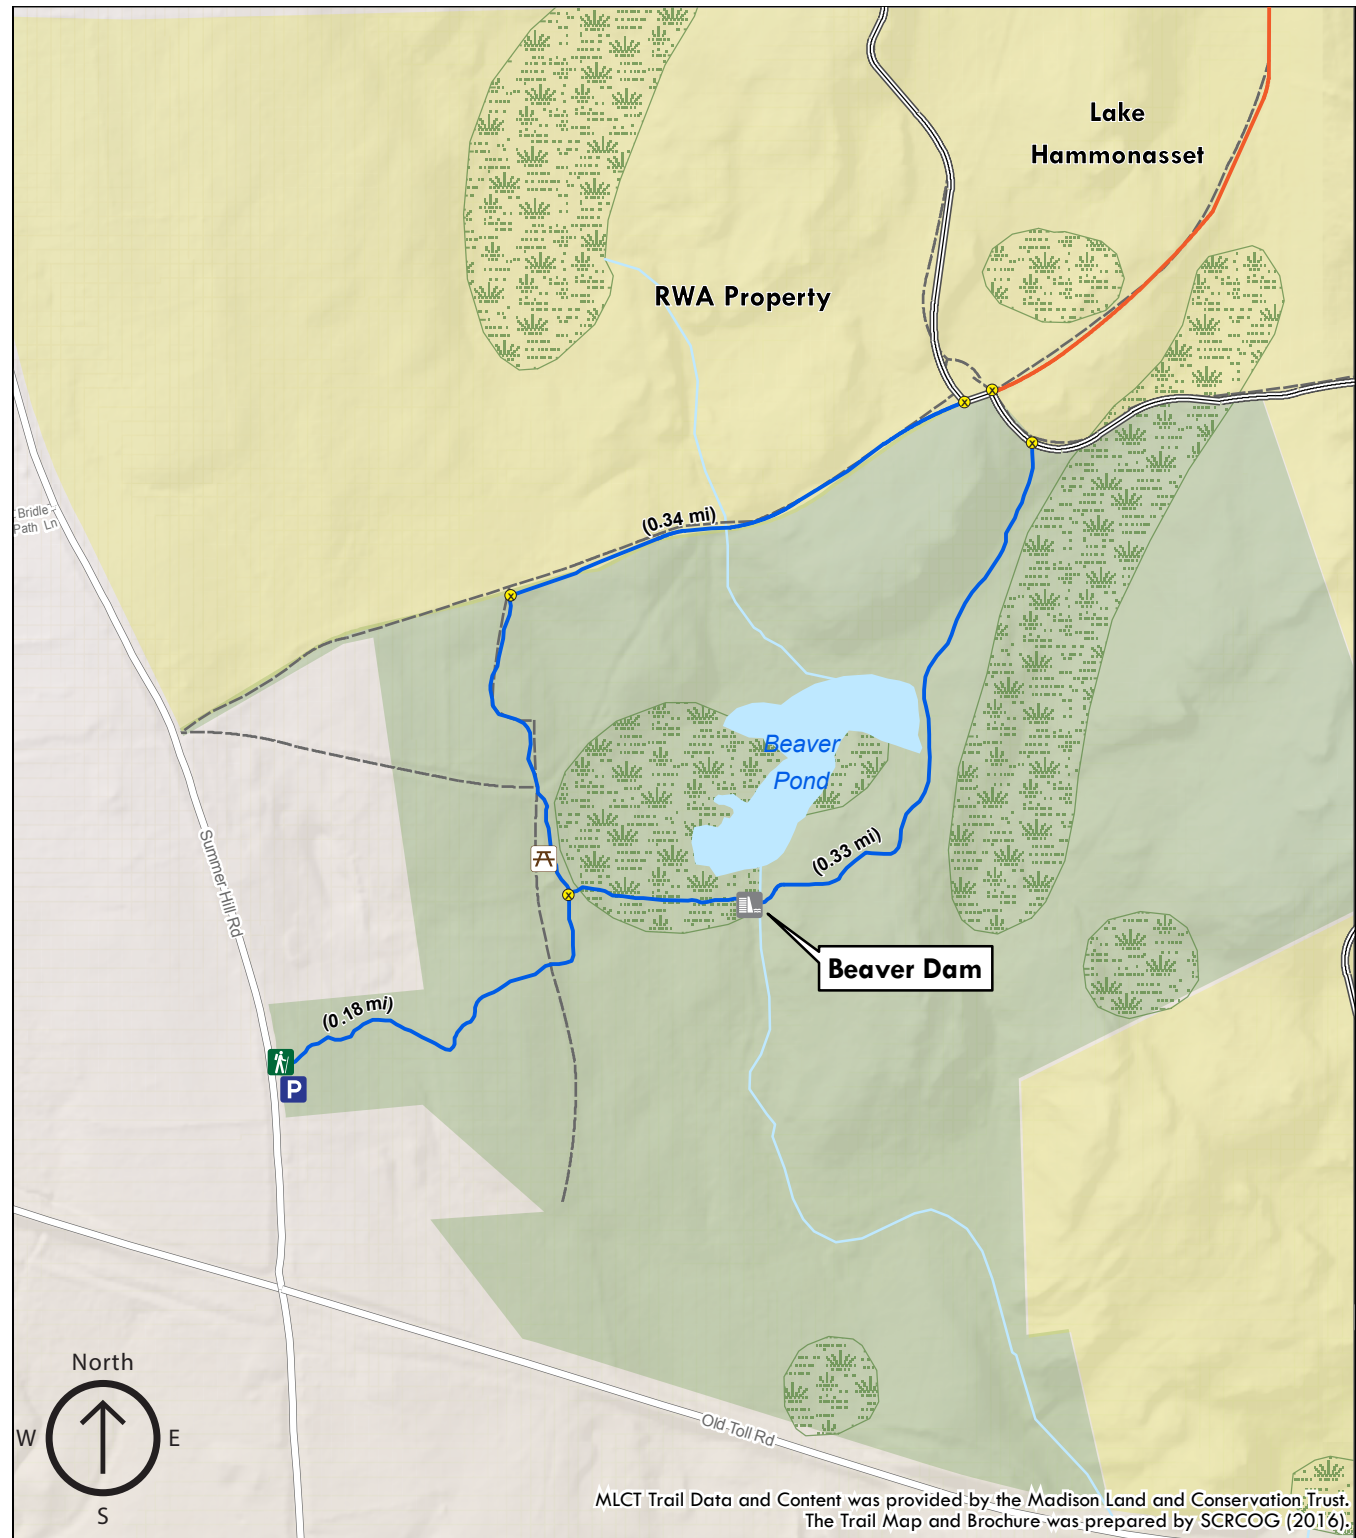 Lake
Hammonasset
RWA Property
Bridle
Path Ln
(0.34 mi)
Beaver
Pond
Summer Hill Rd
(0.33 mi)
Beaver Dam
(0.18 mi)
P
North
W
E
S
Old Toll Rd
MLCT Trail Data and Content was provided by the Madison Land and Conservation Trust.
The Trail Map and Brochure was prepared by SCRCOG (2016).
x
x
x
x
x